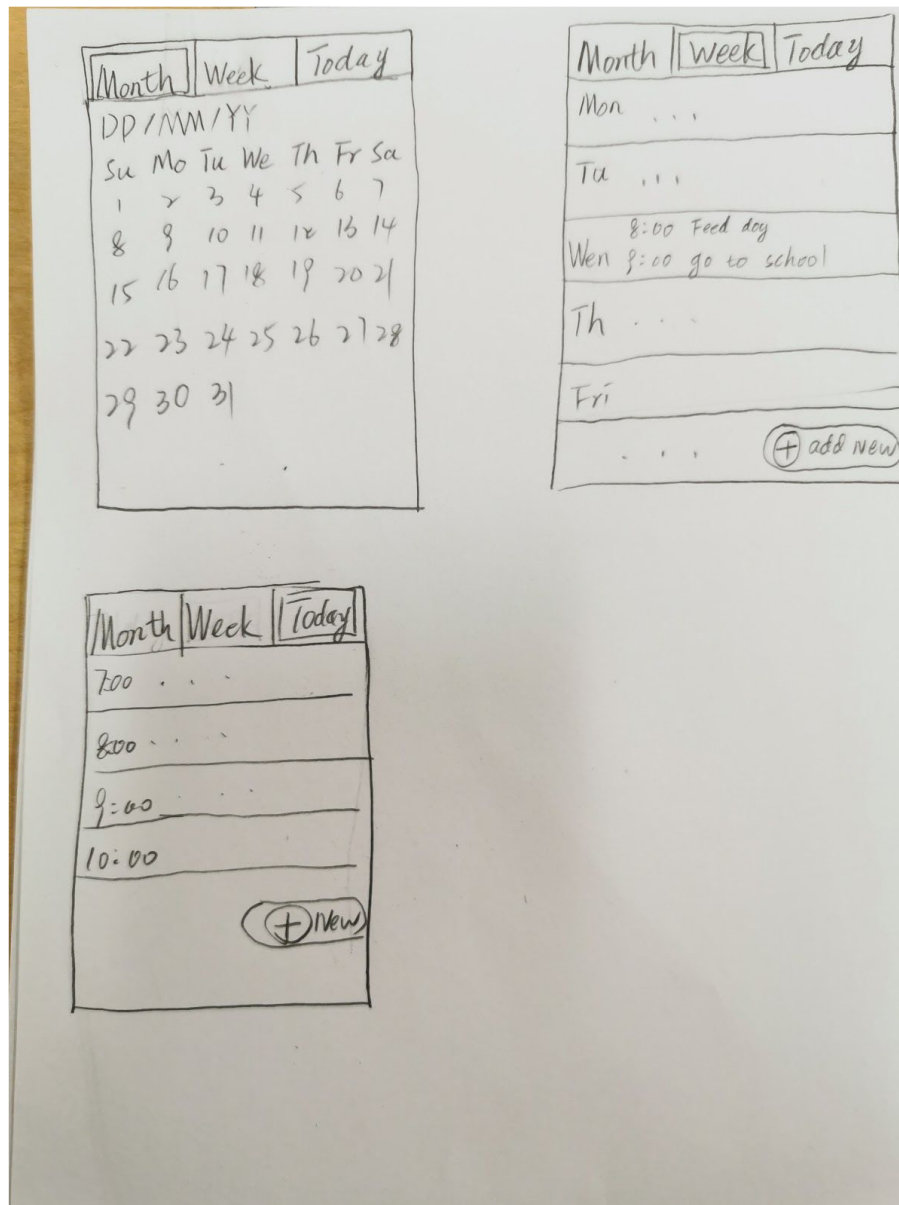 Month Week Today
DD/MM/YY
Su Mo Tu We Th Fr Sa
1 2 3 4 5 6 7
8 9 10 11 12 13 14
15 16 17 18 19 20 21
22 23 24 25 26 27 28
29 30 31
Month Week Today
Mon ...
Tu ...
8:00 Feed dog
Wen 9:00 go to school
Th ...
Fri
... + add New
Month Week Today
7:00 ...
8:00 ...
9:00 ...
10:00
+ New